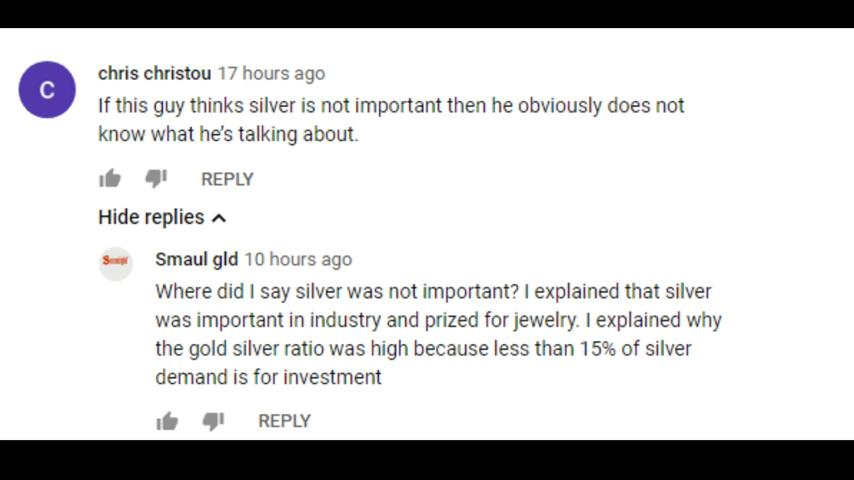 C
chris christou 17 hours ago
If this guy thinks silver is not important then he obviously does not
know what he's talking about.
REPLY
Hide replies
Smaul gld 10 hours ago
Where did I say silver was not important? I explained that silver
was important in industry and prized for jewelry. I explained why
the gold silver ratio was high because less than 15% of silver
demand is for investment
REPLY